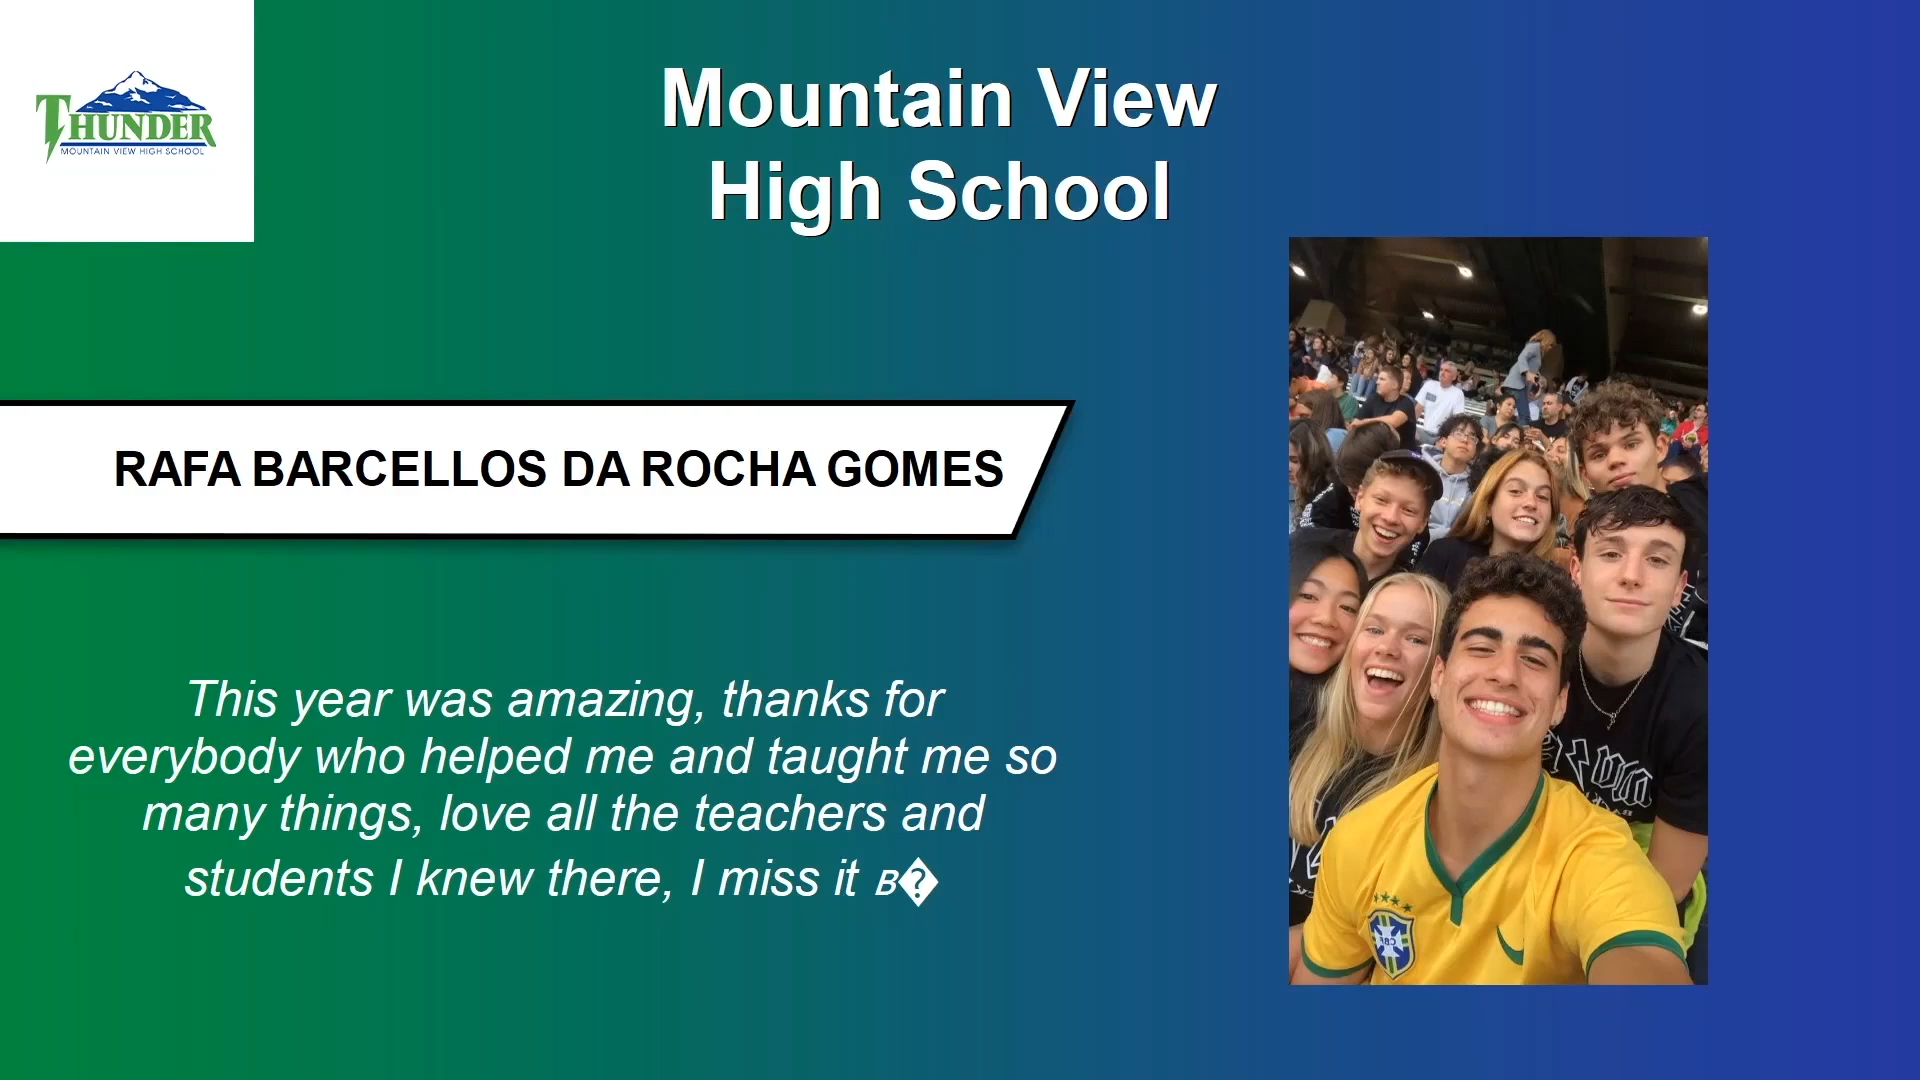 THUNDER
MOUNTAIN VIEW HIGH SCHOOL
Mountain View
High School
RAFA BARCELLOS DA ROCHA GOMES
This year was amazing, thanks for
everybody who helped me and taught me so
many things, love all the teachers and
students I knew there, I miss it в�
CBF